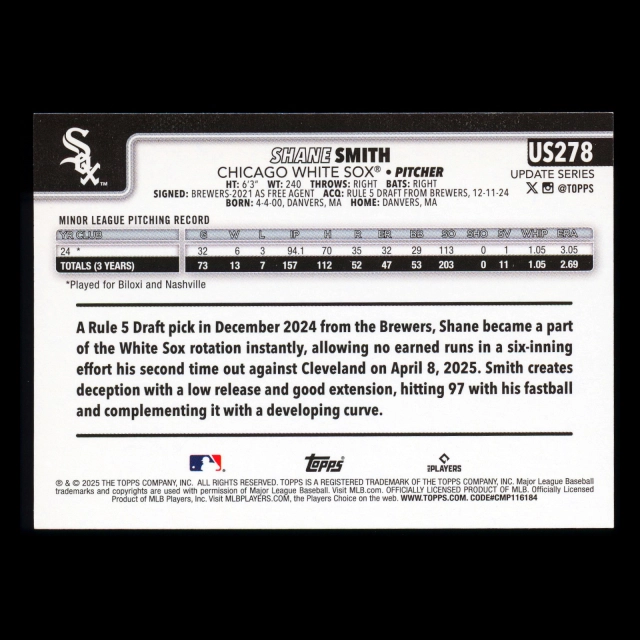 Sox™
SHANE SMITH
CHICAGO WHITE SOX® • PITCHER
HT: 6'3" WT: 240 THROWS: RIGHT BATS: RIGHT
SIGNED: BREWERS-2021 AS FREE AGENT ACQ: RULE 5 DRAFT FROM BREWERS, 12-11-24
BORN: 4-4-00, DANVERS, MA HOME: DANVERS, MA
US278
UPDATE SERIES
X @TOPPS
MINOR LEAGUE PITCHING RECORD
YR CLUB G W L IP H R ER BB SO SHO SV WHIP ERA
24 * 32 6 3 94.1 70 35 32 29 113 0 1 1.05 3.05
TOTALS (3 YEARS) 73 13 7 157 112 52 47 53 203 0 11 1.05 2.69
*Played for Biloxi and Nashville
A Rule 5 Draft pick in December 2024 from the Brewers, Shane became a part
of the White Sox rotation instantly, allowing no earned runs in a six-inning
effort his second time out against Cleveland on April 8, 2025. Smith creates
deception with a low release and good extension, hitting 97 with his fastball
and complementing it with a developing curve.
Topps®
PLAYERS
® & © 2025 THE TOPPS COMPANY, INC. ALL RIGHTS RESERVED. TOPPS IS A REGISTERED TRADEMARK OF THE TOPPS COMPANY, INC. Major League Baseball
trademarks and copyrights are used with permission of Major League Baseball. Visit MLB.com. OFFICIALLY LICENSED PRODUCT OF MLB. Officially Licensed
Product of MLB Players, Inc. Visit MLBPLAYERS.COM, the Players Choice on the web. WWW.TOPPS.COM. CODE#CMP116184